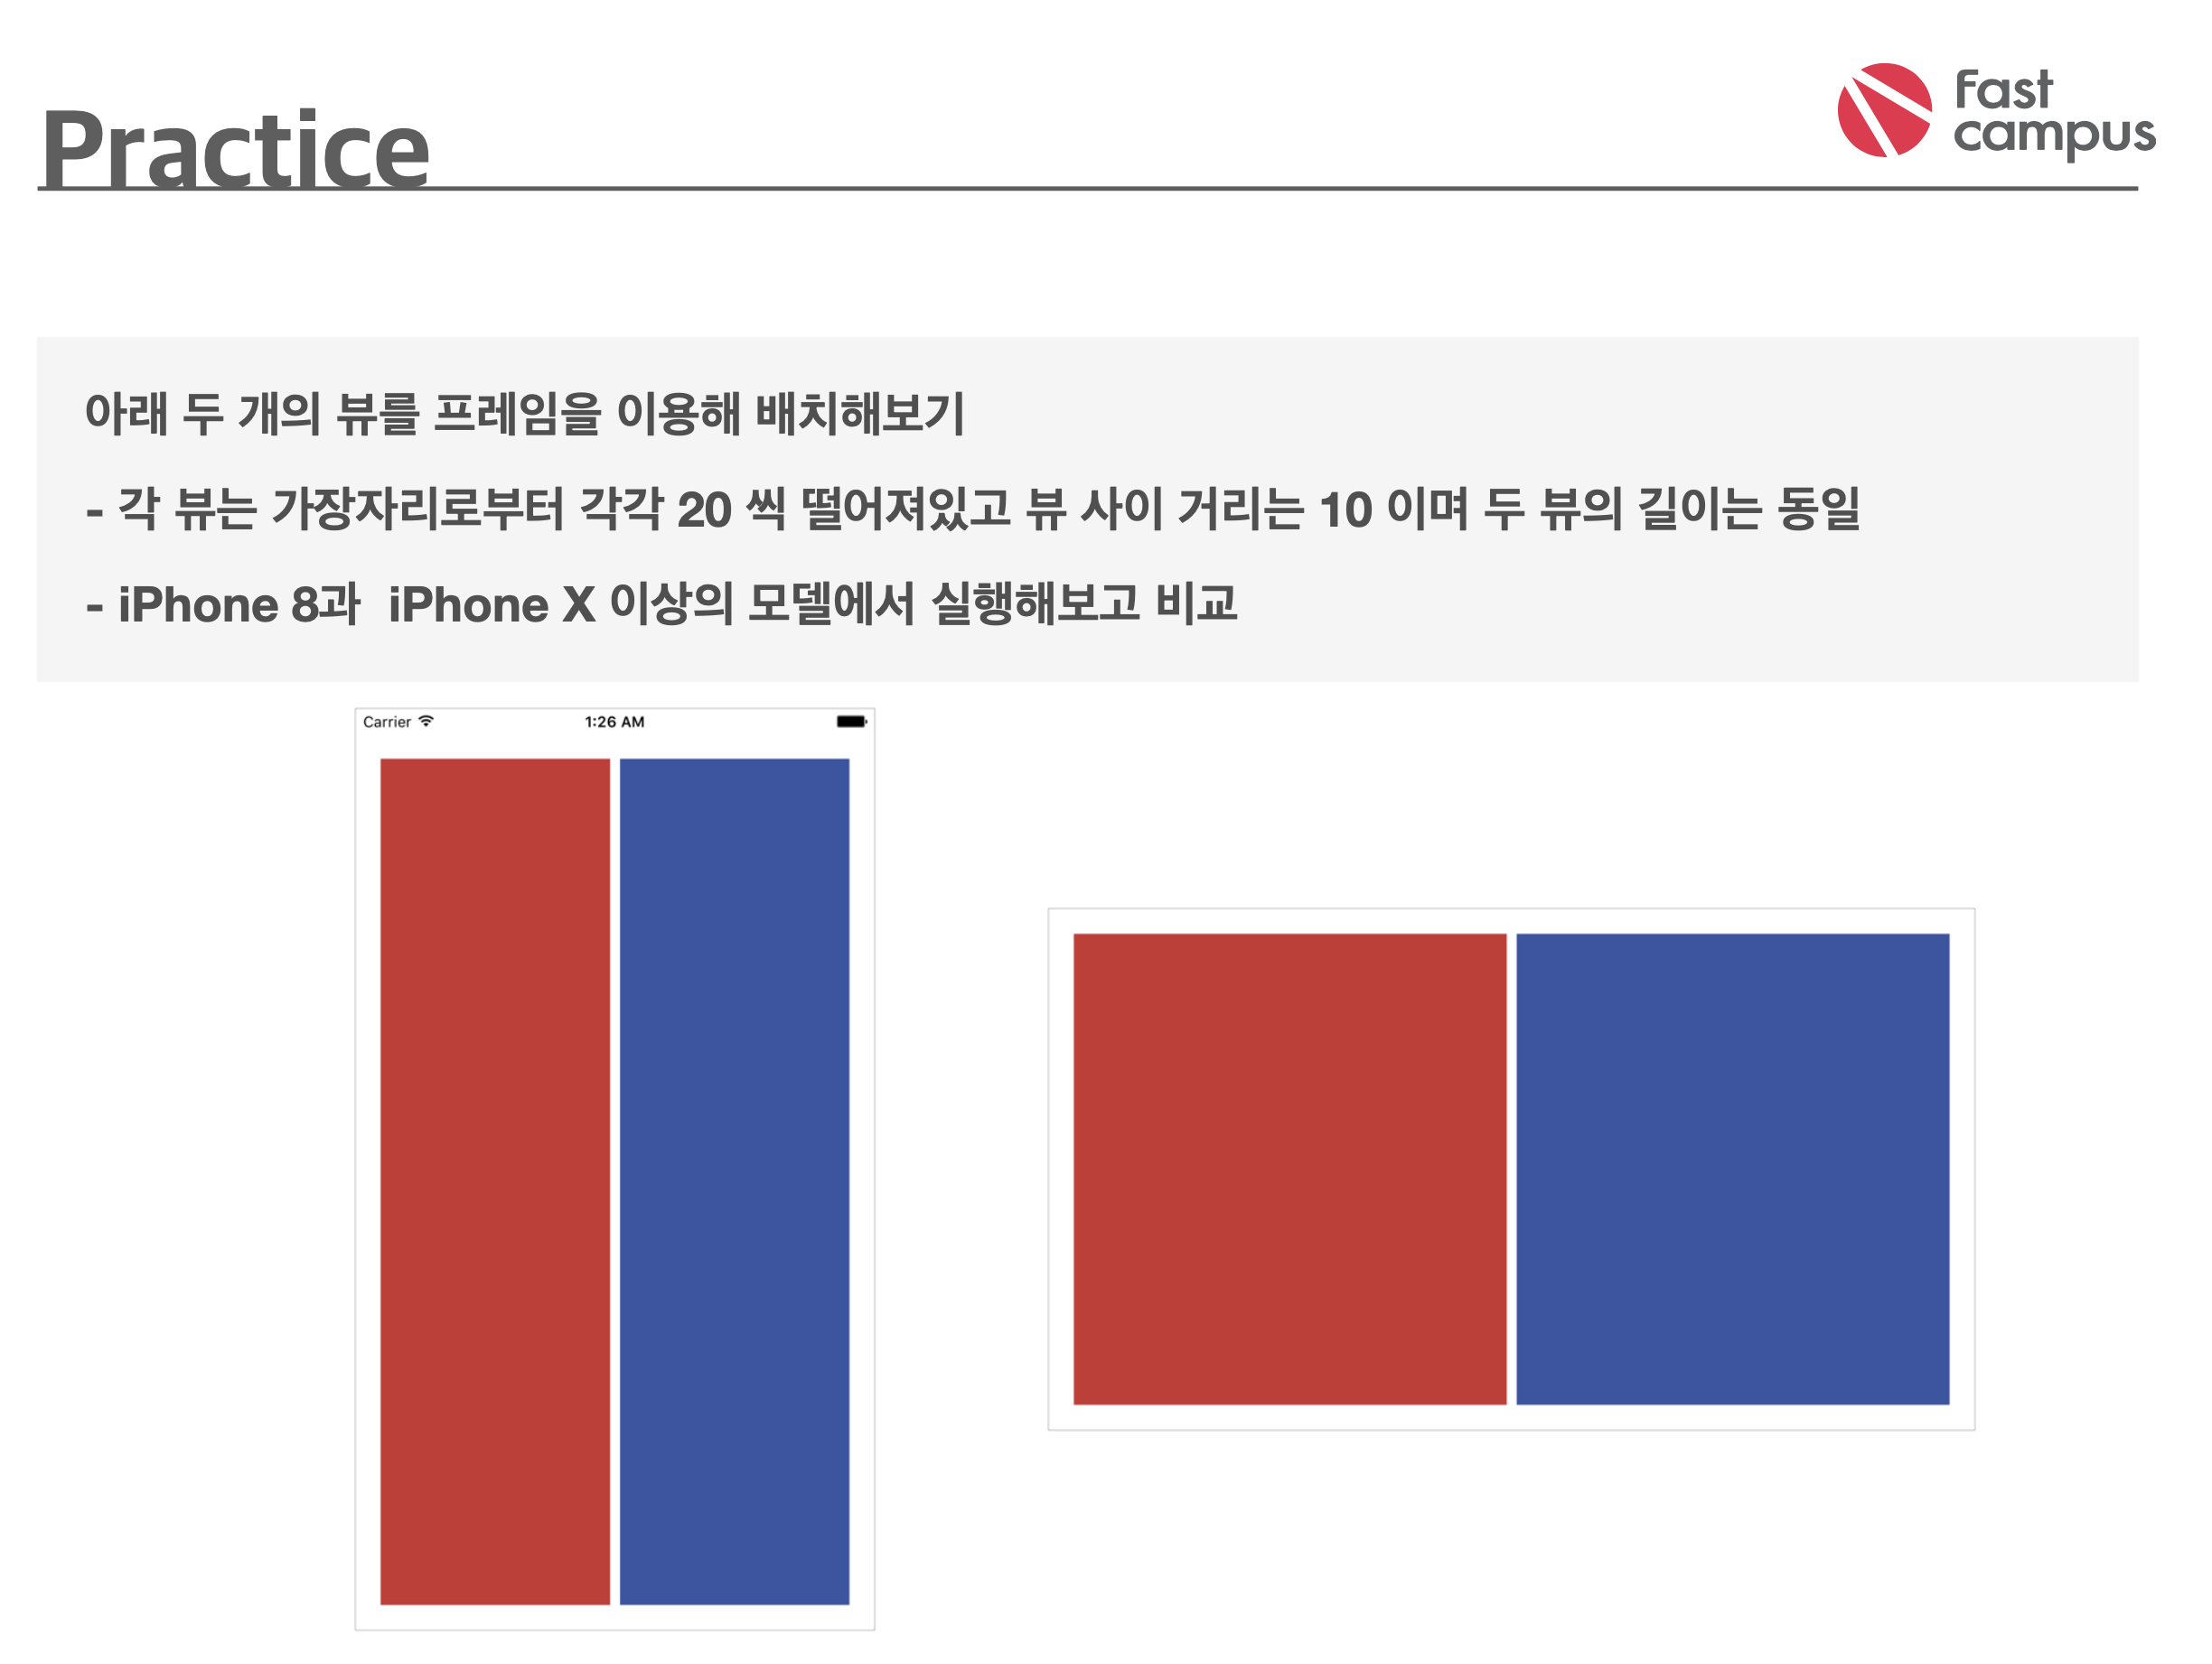 Practice
fast
campus
아래 두 개의 뷰를 프레임을 이용해 배치해보기
- 각 뷰는 가장자리로부터 각각 20 씩 떨어져있고 뷰 사이 거리는 10 이며 두 뷰의 길이는 동일
- iPhone 8과 iPhone X 이상의 모델에서 실행해보고 비교
Carrier 1:26 AM